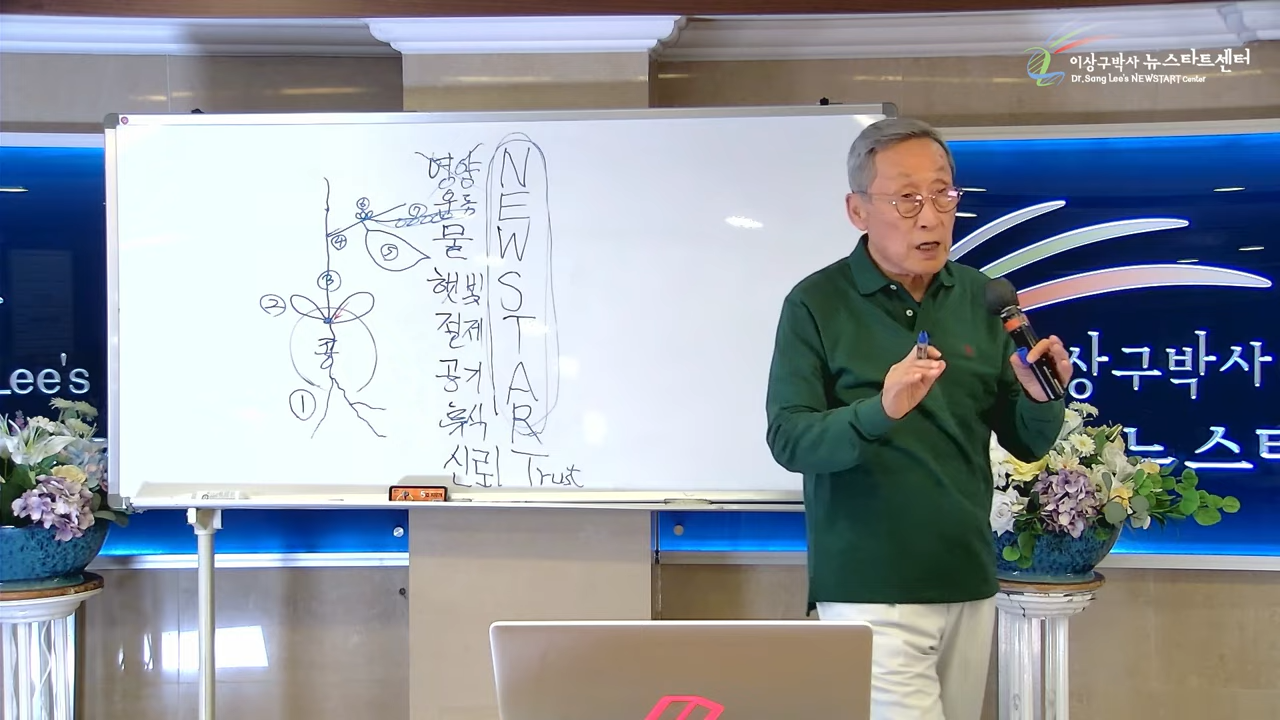 이상구박사 뉴스타트센터
Dr. Sang Lee's NEWSTART Center
영양 N
운동 E
물 W
햇빛 S
절제 T
공기 A
휴식 R
신뢰 Trust
⑥
⑦
④
⑤
③
②
콩
①
Lee's
상구박사
뉴스타